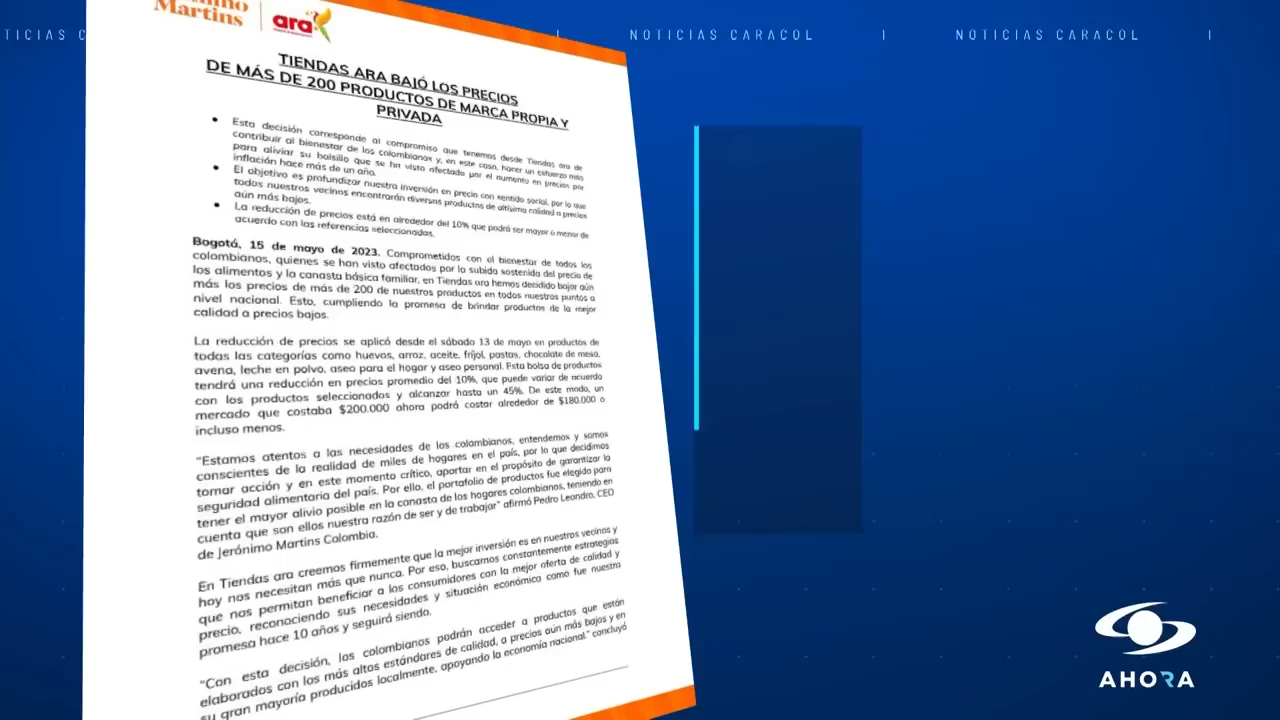 TICIAS C
NOTICIAS CARACOL
NOTICIAS CARACOL
Martins
ara
TIENDAS ARA BAJÓ LOS PRECIOS
DE MÁS DE 200 PRODUCTOS DE MARCA PROPIA Y
PRIVADA
• Esta decisión corresponde al compromiso que tenemos desde Tiendas ara de
contribuir al bienestar de los colombianos y, en este caso, hacer un esfuerzo más
para aliviar su bolsillo que se ha visto afectado por el aumento en precios por
inflación hace más de un año.
• El objetivo es profundizar nuestra inversión en precio con sentido social, por lo que
todos nuestros vecinos encontrarán diversos productos de altísima calidad a precios
aún más bajos.
• La reducción de precios está en alrededor del 10% que podrá ser mayor o menor de
acuerdo con las referencias seleccionadas.
Bogotá, 15 de mayo de 2023. Comprometidos con el bienestar de todos los
colombianos, quienes se han visto afectados por la subida sostenida del precio de
los alimentos y la canasta básica familiar, en Tiendas ara hemos decidido bajar aún
más los precios de más de 200 de nuestros productos en todos nuestros puntos a
nivel nacional. Esto, cumpliendo la promesa de brindar productos de la mejor
calidad a precios bajos.
La reducción de precios se aplicó desde el sábado 13 de mayo en productos de
todas las categorías como huevos, arroz, aceite, fríjol, pastas, chocolate de mesa,
avena, leche en polvo, aseo para el hogar y aseo personal. Esta bolsa de productos
tendrá una reducción en precios promedio del 10%, que puede variar de acuerdo
con los productos seleccionados y alcanzar hasta un 45%. De este modo, un
mercado que costaba $200.000 ahora podrá costar alrededor de $180.000 o
incluso menos.
“Estamos atentos a las necesidades de los colombianos, entendemos y somos
conscientes de la realidad de miles de hogares en el país, por lo que decidimos
tomar acción y en este momento crítico, aportar en el propósito de garantizar la
seguridad alimentaria del país. Por ello, el portafolio de productos fue elegido para
tener el mayor alivio posible en la canasta de los hogares colombianos, teniendo en
cuenta que son ellos nuestra razón de ser y de trabajar” afirmó Pedro Leandro, CEO
de Jerónimo Martins Colombia.
En Tiendas ara creemos firmemente que la mejor inversión es en nuestros vecinos y
hoy nos necesitan más que nunca. Por eso, buscamos constantemente estrategias
que nos permitan beneficiar a los consumidores con la mejor oferta de calidad y
precio, reconociendo sus necesidades y situación económica como fue nuestra
promesa hace 10 años y seguirá siendo.
“Con esta decisión, los colombianos podrán acceder a productos que están
elaborados con los más altos estándares de calidad, a precios aún más bajos y en
su gran mayoría producidos localmente, apoyando la economía nacional.” concluyó
AHORA